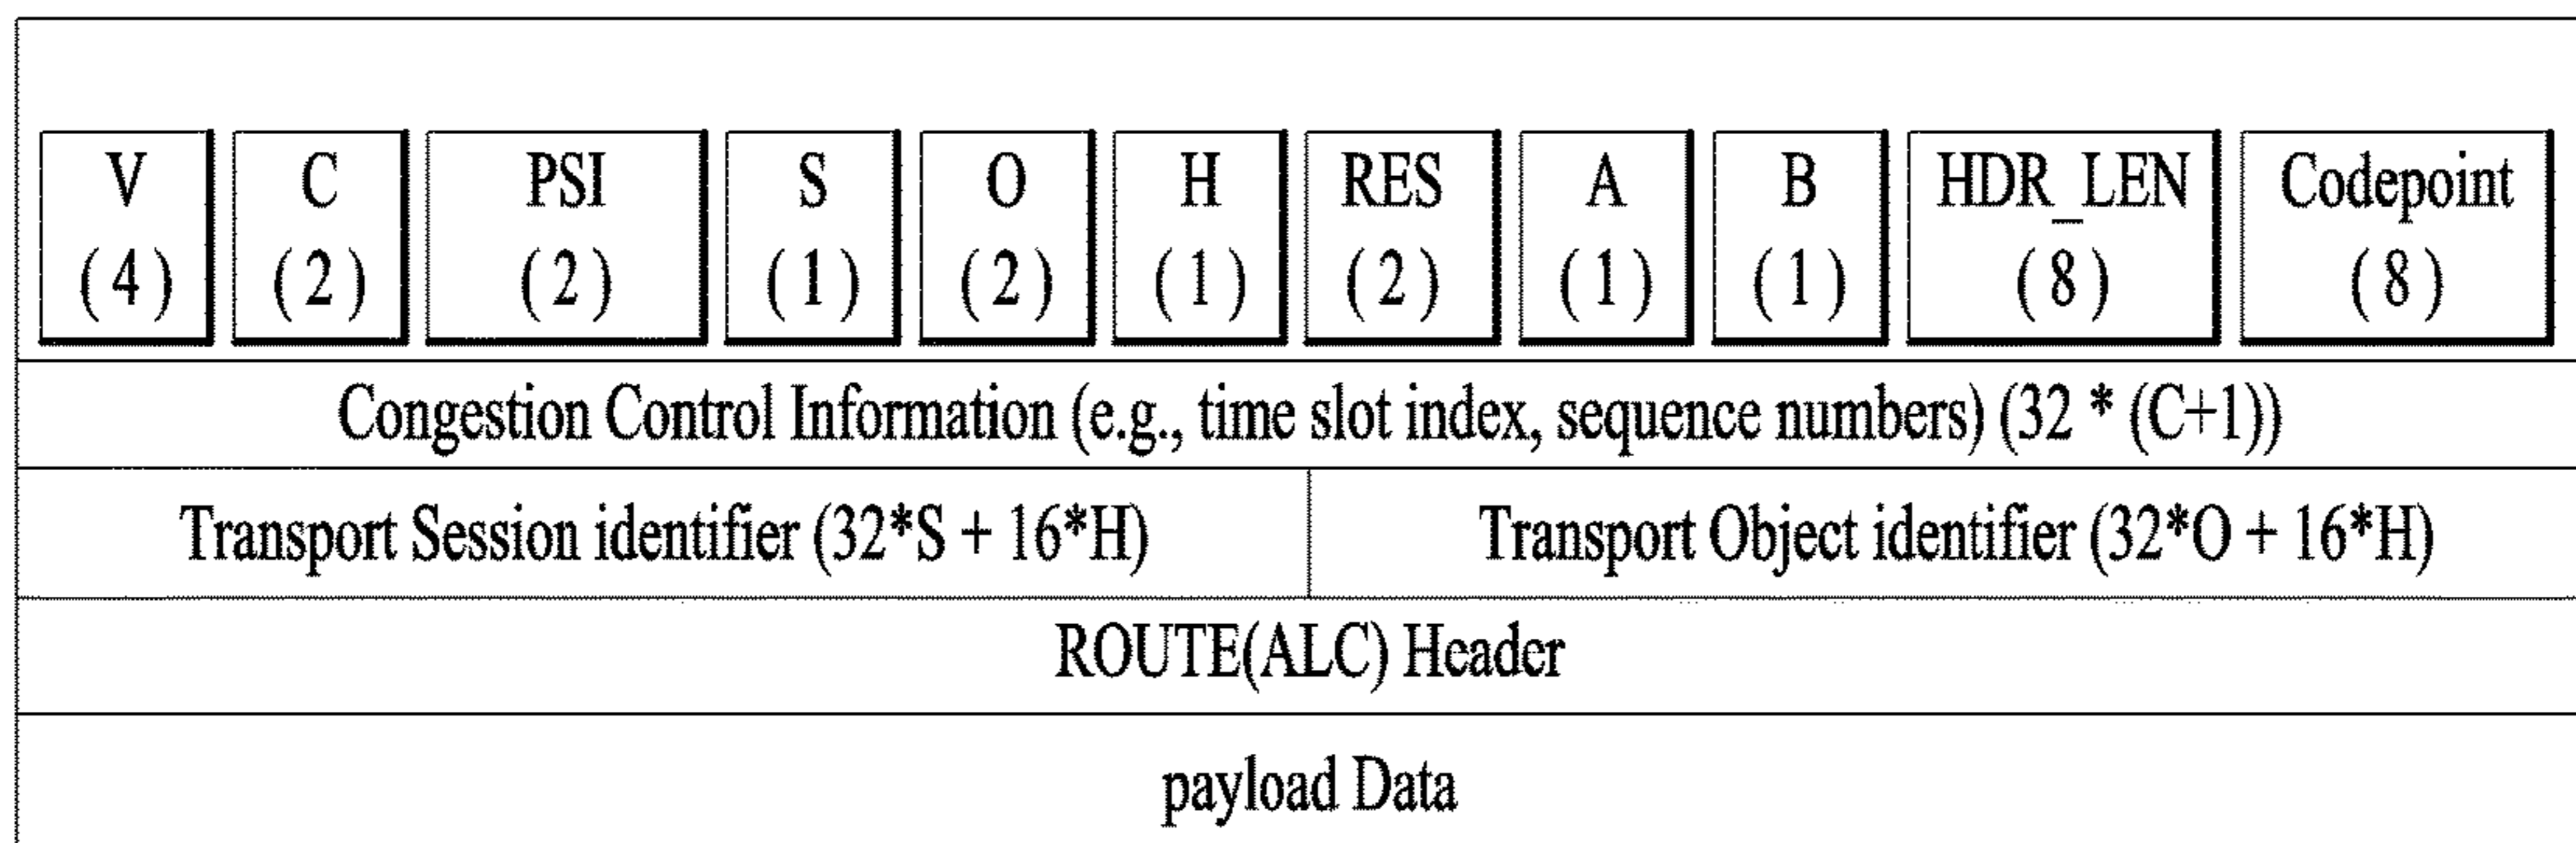 V C PSI S O H RES A B HDR_LEN Codepoint
( 4 ) ( 2 ) ( 2 ) ( 1 ) ( 2 ) ( 1 ) ( 2 ) ( 1 ) ( 1 ) ( 8 ) ( 8 )
Congestion Control Information (e.g., time slot index, sequence numbers) (32 * (C+1))
Transport Session identifier (32*S + 16*H) Transport Object identifier (32*O + 16*H)
ROUTE(ALC) Header
payload Data